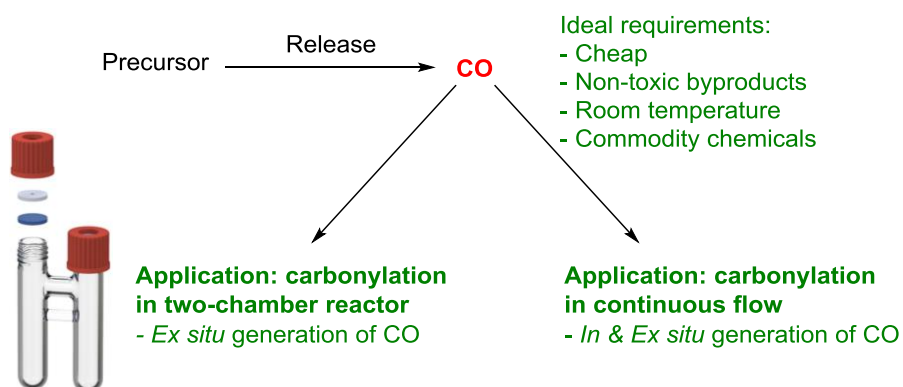 Precursor
Release
CO
Ideal requirements:
- Cheap
- Non-toxic byproducts
- Room temperature
- Commodity chemicals
Application: carbonylation
in two-chamber reactor
- Ex situ generation of CO
Application: carbonylation
in continuous flow
- In & Ex situ generation of CO